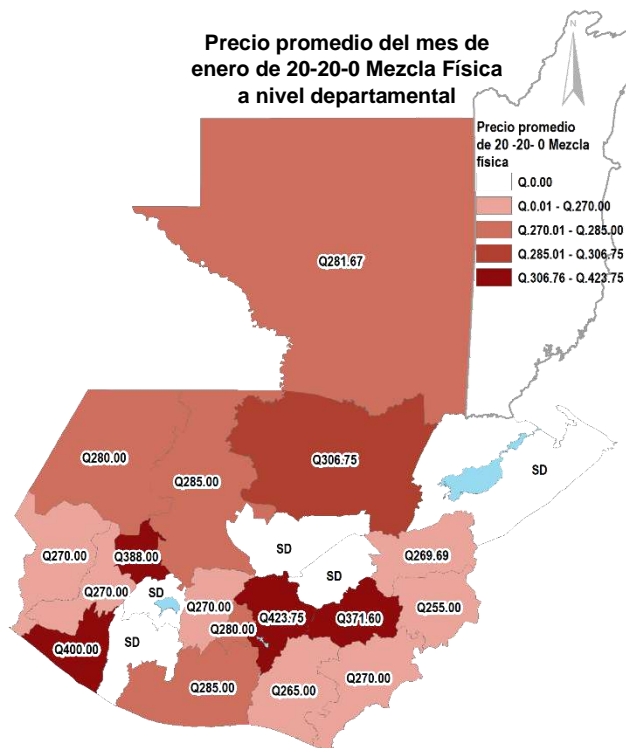 Precio promedio del mes de
enero de 20-20-0 Mezcla Física
a nivel departamental
N
Precio promedio
de 20 -20- 0 Mezcla
física
Q.0.00
Q.0.01 - Q.270.00
Q.270.01 - Q.285.00
Q.285.01 - Q.306.75
Q.306.76 - Q.423.75
Q281.67
Q280.00
Q285.00
Q306.75
SD
Q270.00
Q388.00
SD
Q269.69
SD
Q270.00
SD
Q270.00
Q423.75
Q371.60
Q255.00
Q280.00
Q400.00
SD
Q285.00
Q265.00
Q270.00